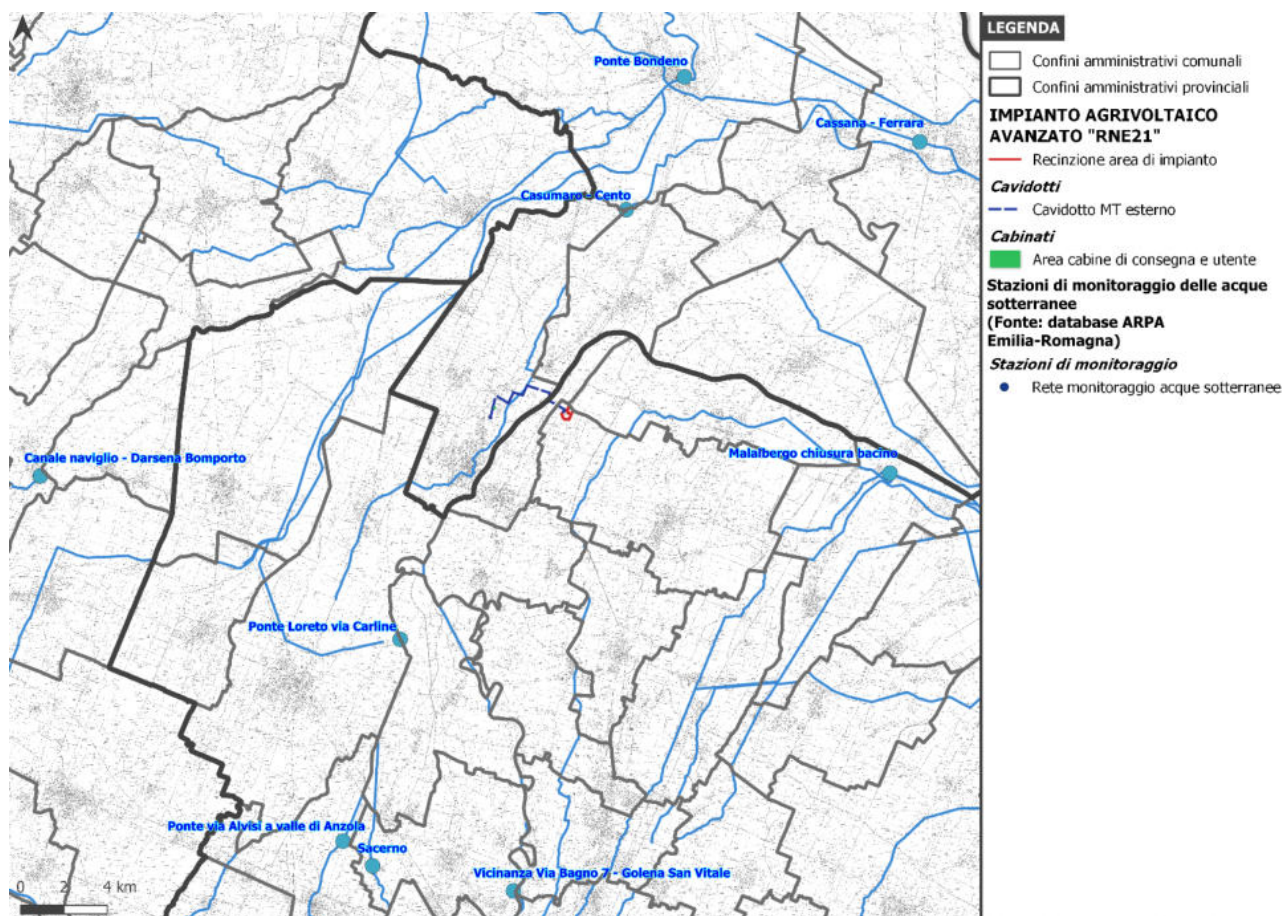 Ponte Bondeno
Cassana - Ferrara
Casumaro - Cento
Canale naviglio - Darsena Bomporto
Malalbergo chiusura bacino
Ponte Loreto via Carline
Ponte via Alvisi a valle di Anzola
Sacerno
Vicinanza Via Bagno 7 - Golena San Vitale
0 2 4 km
LEGENDA
Confini amministrativi comunali
Confini amministrativi provinciali
IMPIANTO AGRIVOLTAICO
AVANZATO "RNE21"
Recinzione area di impianto
Cavidotti
Cavidotto MT esterno
Cabinati
Area cabine di consegna e utente
Stazioni di monitoraggio delle acque
sotterranee
(Fonte: database ARPA
Emilia-Romagna)
Stazioni di monitoraggio
Rete monitoraggio acque sotterranee